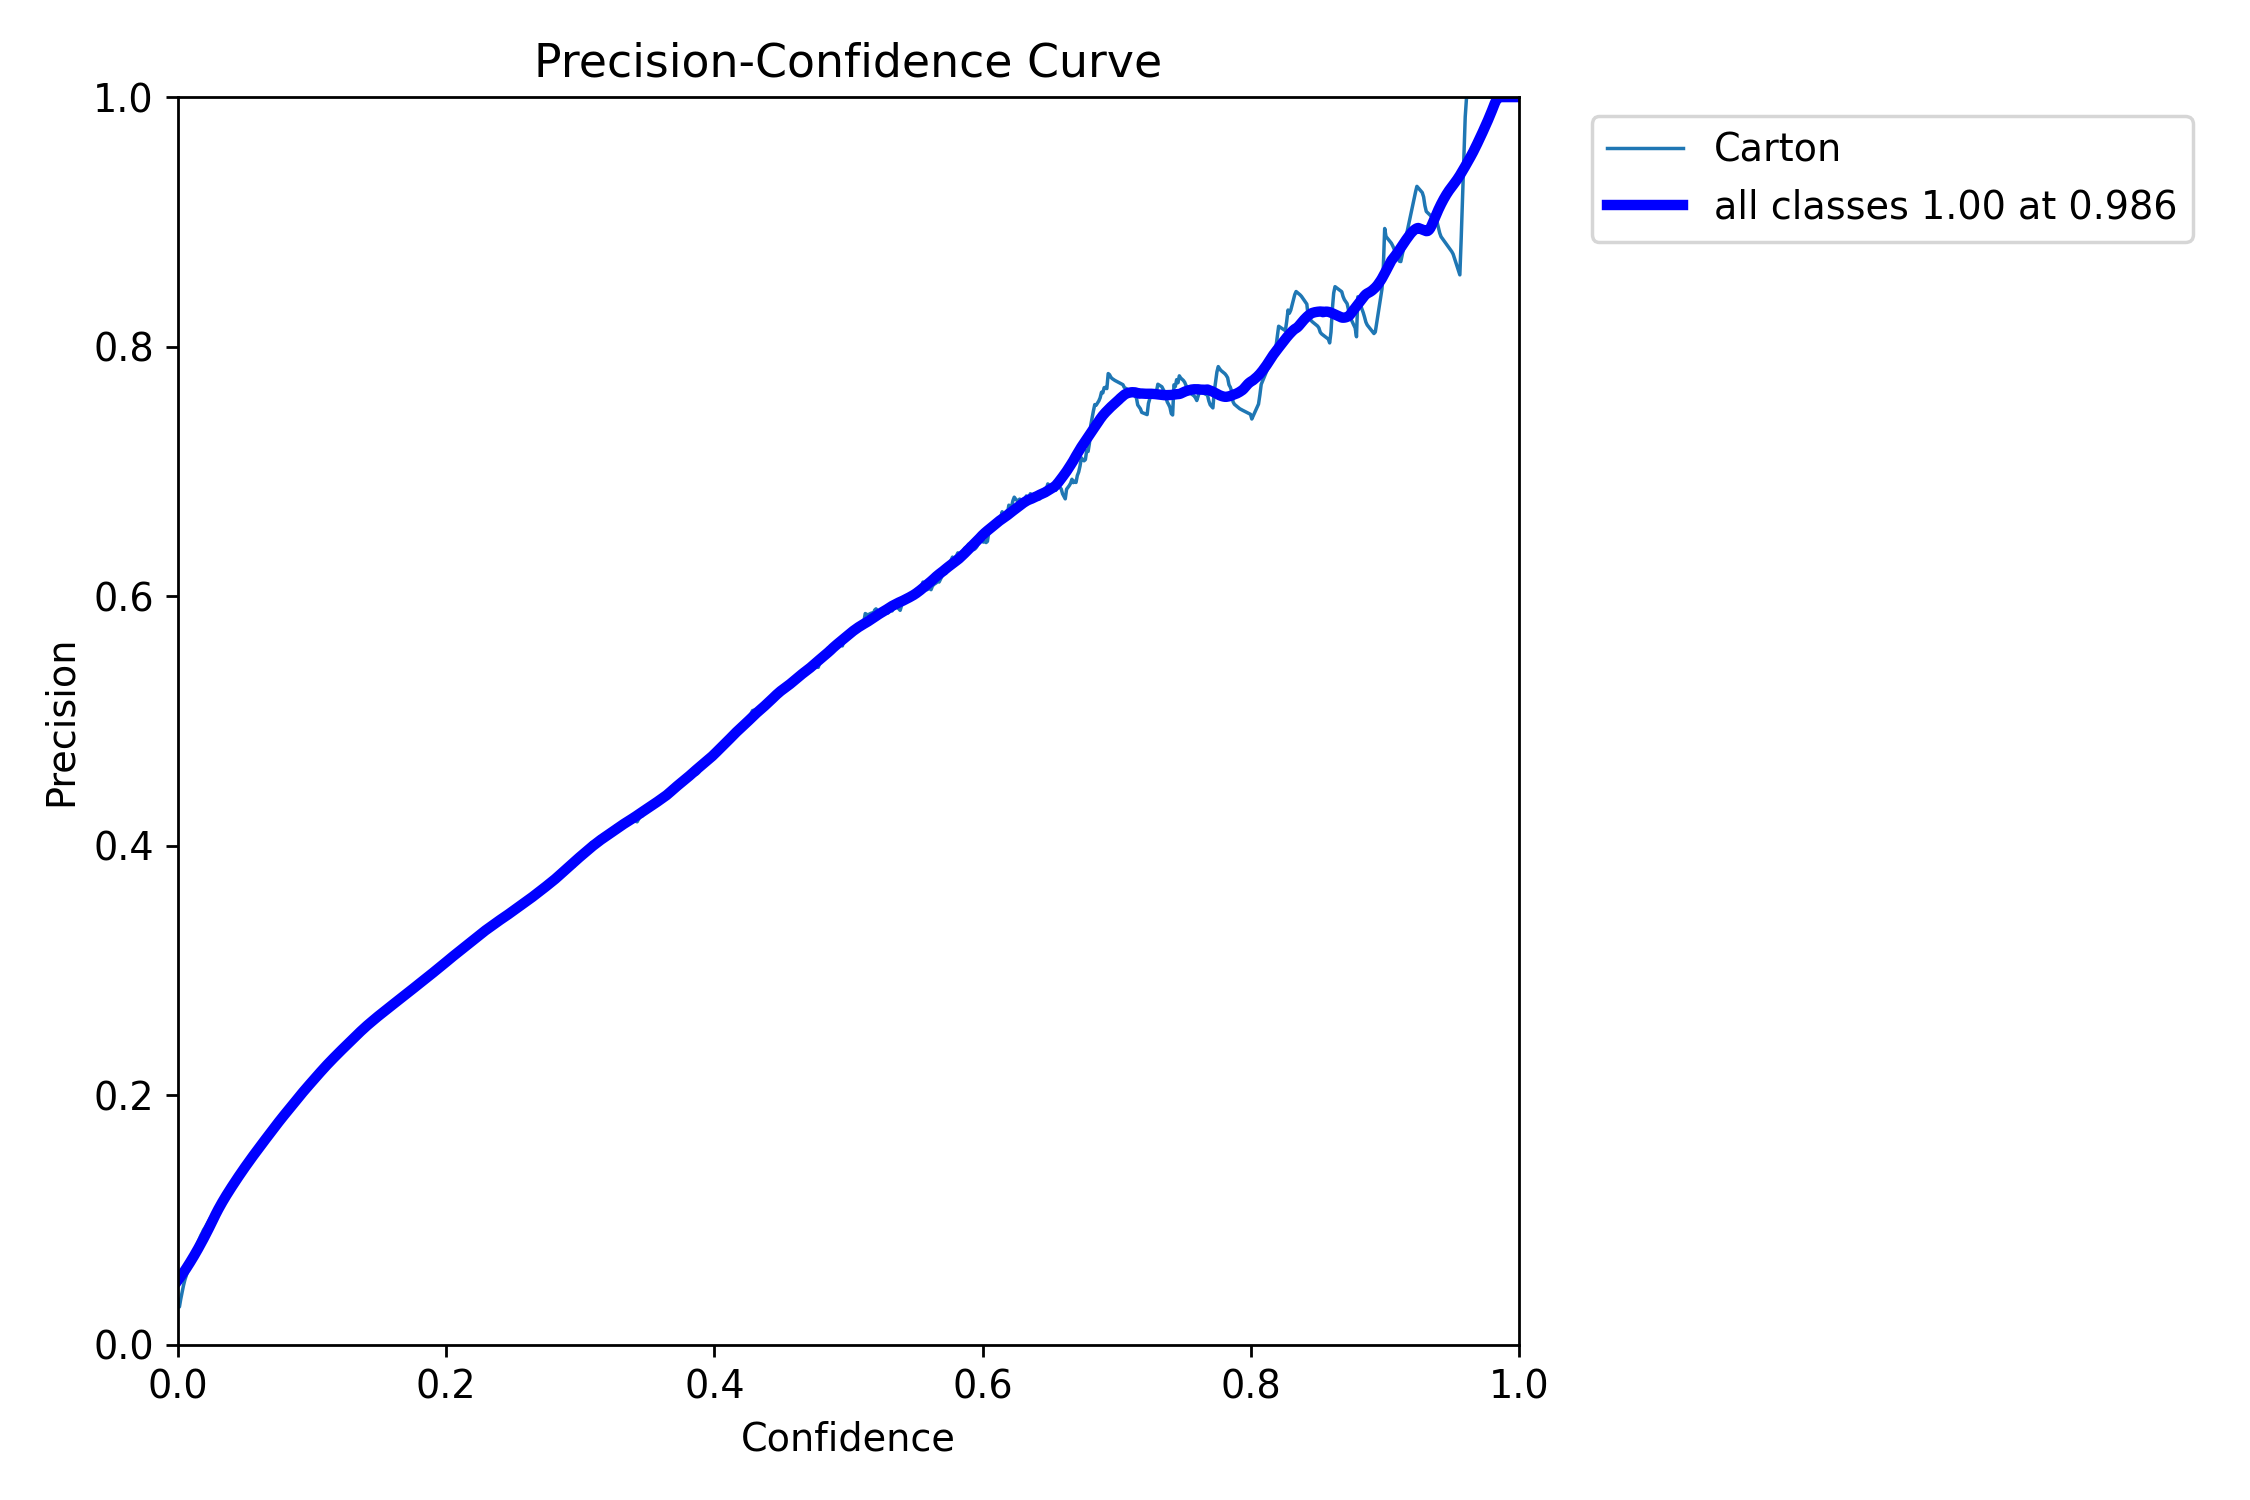 Precision-Confidence Curve
1.0
0.8
0.6
0.4
0.2
0.0
Precision
0.0 0.2 0.4 0.6 0.8 1.0
Confidence
Carton
all classes 1.00 at 0.986